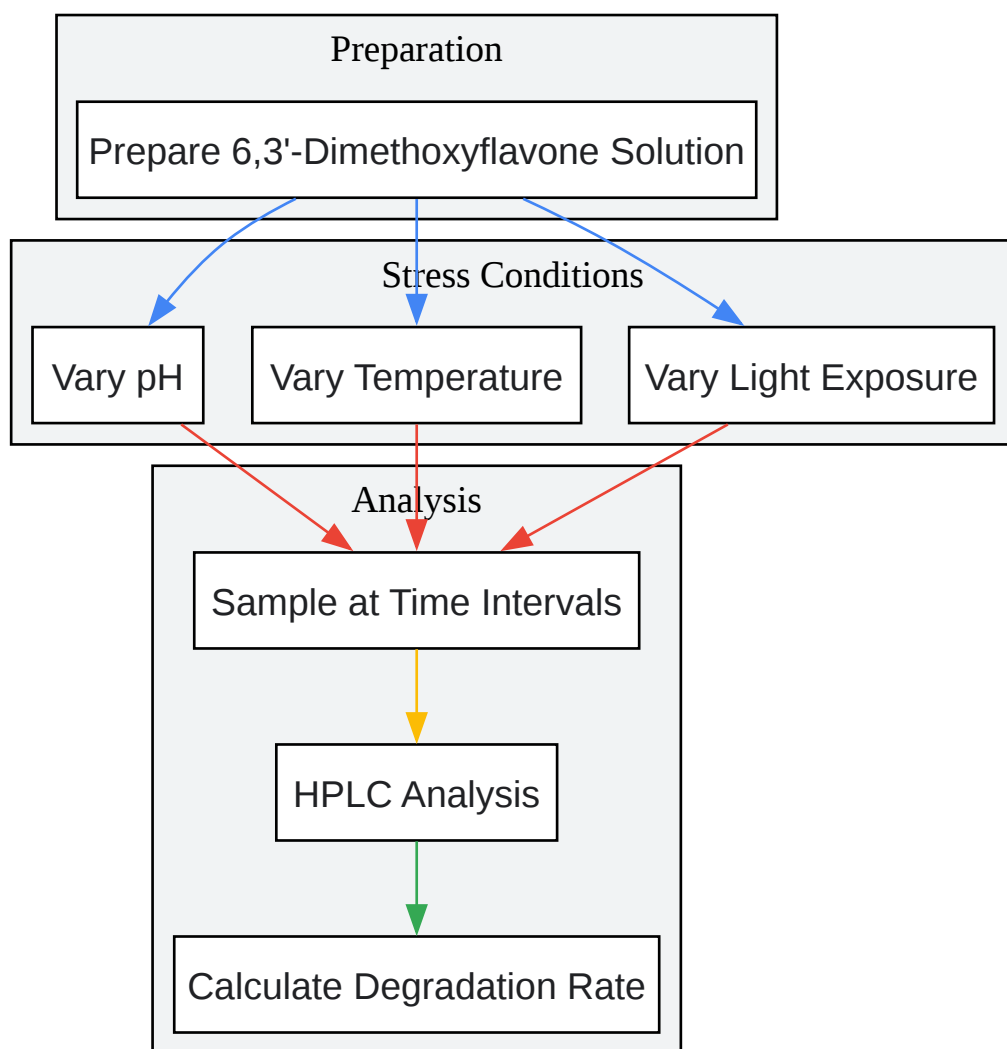 Preparation
Prepare 6,3'-Dimethoxyflavone Solution
Stress Conditions
Vary pH
Vary Temperature
Vary Light Exposure
Analysis
Sample at Time Intervals
HPLC Analysis
Calculate Degradation Rate